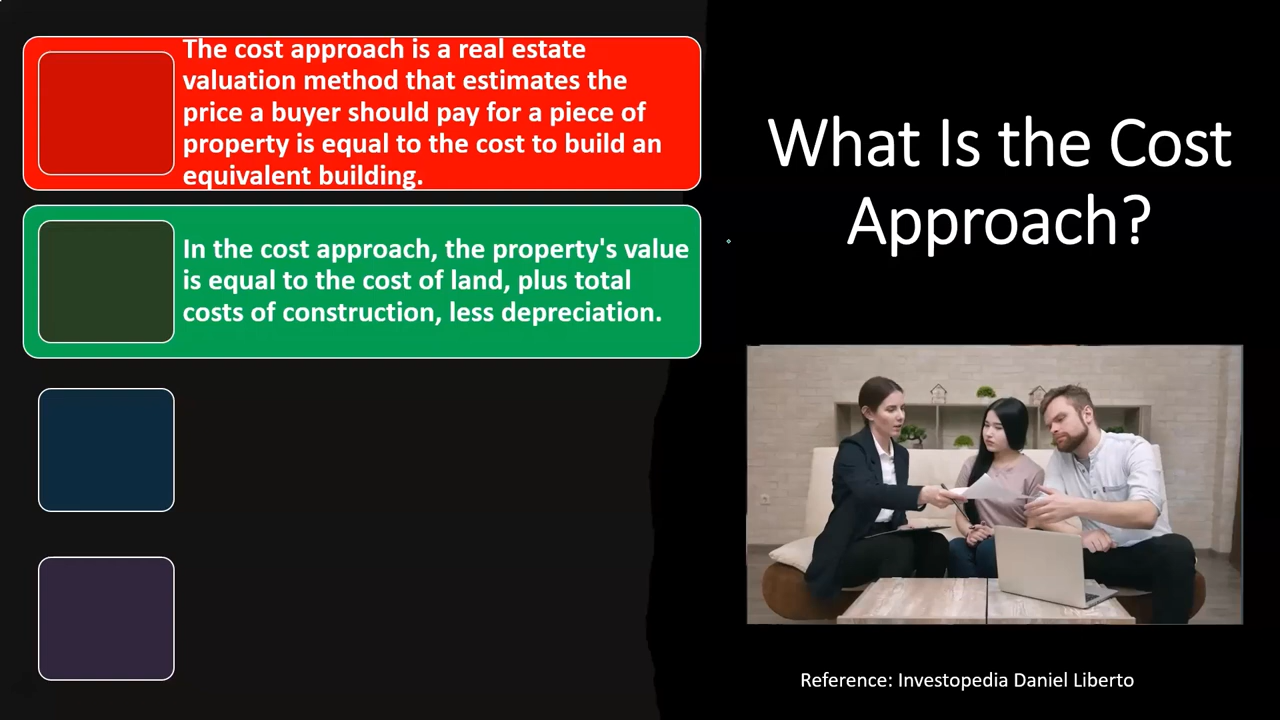 The cost approach is a real estate
valuation method that estimates the
price a buyer should pay for a piece of
property is equal to the cost to build an
equivalent building.
In the cost approach, the property's value
is equal to the cost of land, plus total
costs of construction, less depreciation.
What Is the Cost
Approach?
Reference: Investopedia Daniel Liberto